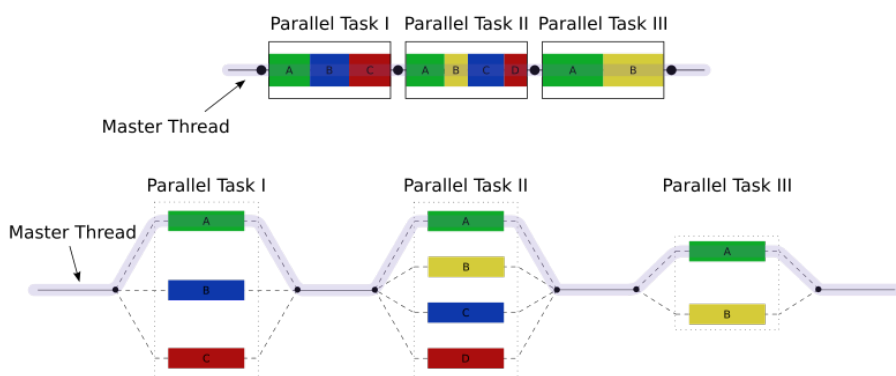 Parallel Task I Parallel Task II Parallel Task III
A B C A B C D A B
Master Thread
Parallel Task I Parallel Task II Parallel Task III
A A
Master Thread
A
B
B
C
B
C D